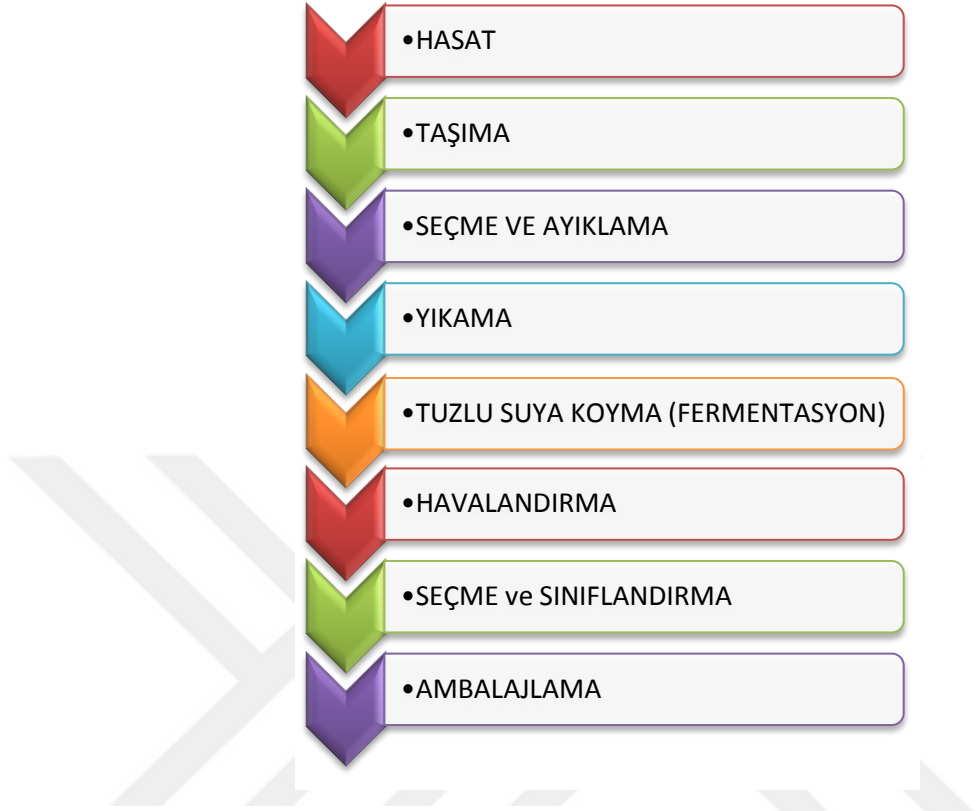 •HASAT
•TAŞIMA
•SEÇME VE AYIKLAMA
•YIKAMA
•TUZLU SUYA KOYMA (FERMENTASYON)
•HAVALANDIRMA
•SEÇME ve SINIFLANDIRMA
•AMBALAJLAMA